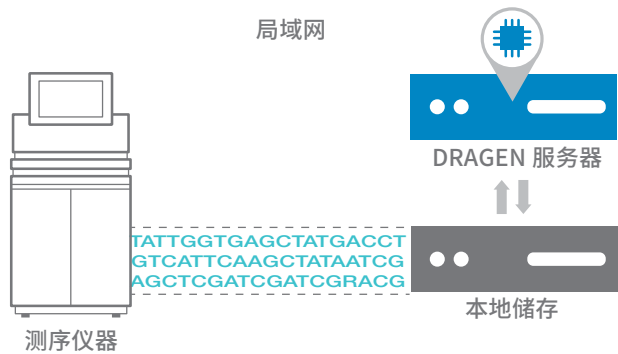 局域网
DRAGEN 服务器
TATTGGTGAGCTATGACCT
GTCATTCAAGCTATAATCG
AGCTCGATCGATCGRACG
本地储存
测序仪器